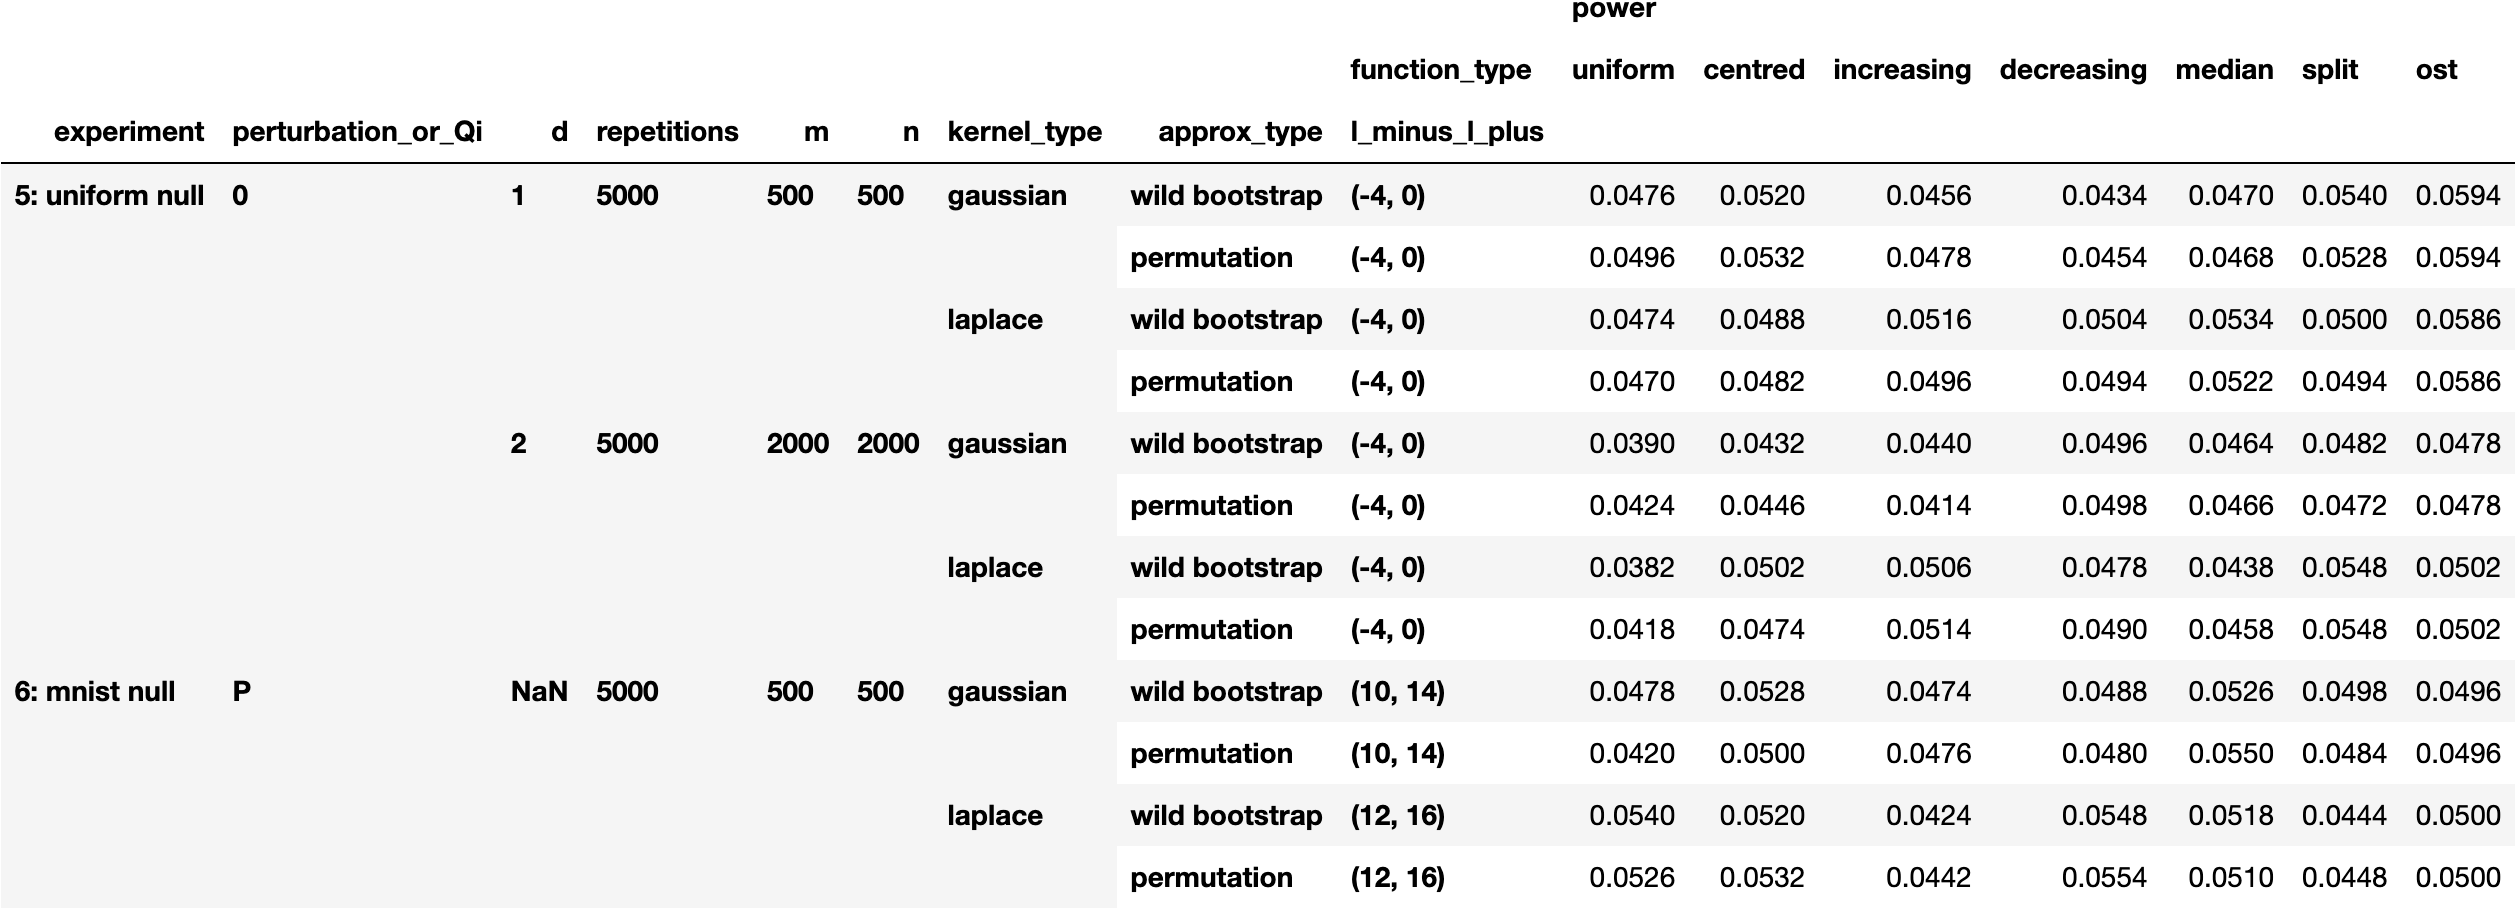 power
function_type uniform centred increasing decreasing median split ost
experiment perturbation_or_Qi d repetitions m n kernel_type approx_type l_minus_l_plus
5: uniform null 0 1 5000 500 500 gaussian wild bootstrap (-4, 0) 0.0476 0.0520 0.0456 0.0434 0.0470 0.0540 0.0594
permutation (-4, 0) 0.0496 0.0532 0.0478 0.0454 0.0468 0.0528 0.0594
laplace wild bootstrap (-4, 0) 0.0474 0.0488 0.0516 0.0504 0.0534 0.0500 0.0586
permutation (-4, 0) 0.0470 0.0482 0.0496 0.0494 0.0522 0.0494 0.0586
2 5000 2000 2000 gaussian wild bootstrap (-4, 0) 0.0390 0.0432 0.0440 0.0496 0.0464 0.0482 0.0478
permutation (-4, 0) 0.0424 0.0446 0.0414 0.0498 0.0466 0.0472 0.0478
laplace wild bootstrap (-4, 0) 0.0382 0.0502 0.0506 0.0478 0.0438 0.0548 0.0502
permutation (-4, 0) 0.0418 0.0474 0.0514 0.0490 0.0458 0.0548 0.0502
6: mnist null P NaN 5000 500 500 gaussian wild bootstrap (10, 14) 0.0478 0.0528 0.0474 0.0488 0.0526 0.0498 0.0496
permutation (10, 14) 0.0420 0.0500 0.0476 0.0480 0.0550 0.0484 0.0496
laplace wild bootstrap (12, 16) 0.0540 0.0520 0.0424 0.0548 0.0518 0.0444 0.0500
permutation (12, 16) 0.0526 0.0532 0.0442 0.0554 0.0510 0.0448 0.0500